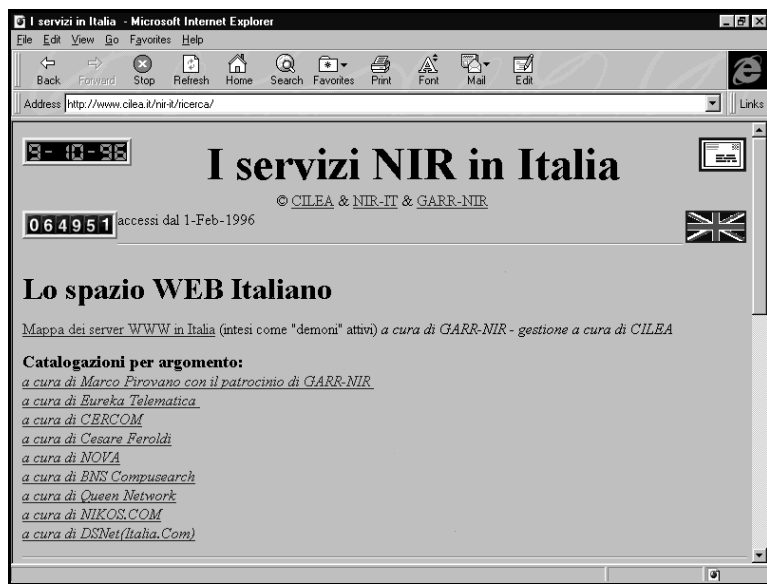 I servizi in Italia - Microsoft Internet Explorer
File Edit View Go Favorites Help
Back Forward Stop Refresh Home Search Favorites Print Font Mail Edit
Address http://www.cilea.it/nir-it/ricerca/ Links
9-10-96
I servizi NIR in Italia
© CILEA & NIR-IT & GARR-NIR
064951 accessi dal 1-Feb-1996
Lo spazio WEB Italiano
Mappa dei server WWW in Italia (intesi come "demoni" attivi) a cura di GARR-NIR - gestione a cura di CILEA
Catalogazioni per argomento:
a cura di Marco Pirovano con il patrocinio di GARR-NIR
a cura di Eureka Telematica
a cura di CERCOM
a cura di Cesare Feroldi
a cura di NOVA
a cura di BNS Compusearch
a cura di Queen Network
a cura di NIKOS.COM
a cura di DSNet(Italia.Com)